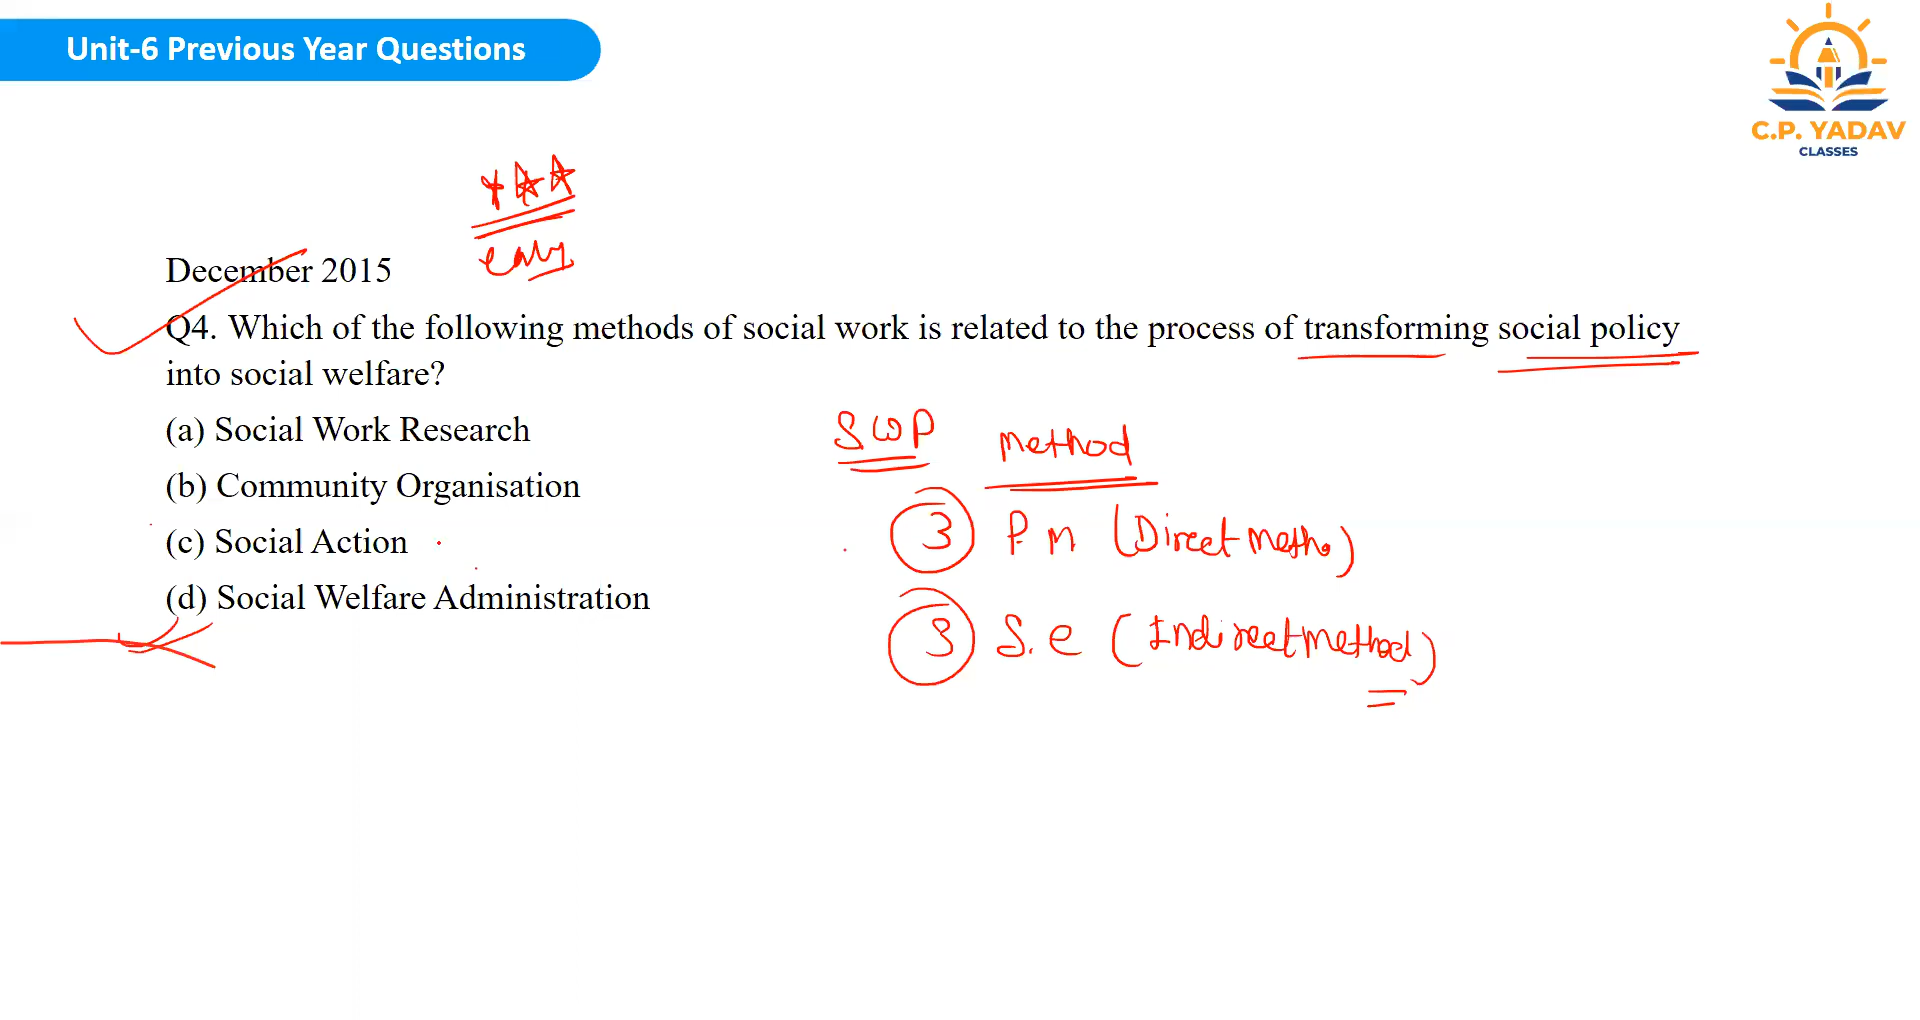 Unit-6 Previous Year Questions
C.P. YADAV
CLASSES
easy
December 2015
Q4. Which of the following methods of social work is related to the process of transforming social policy
into social welfare?
(a) Social Work Research
(b) Community Organisation
(c) Social Action
(d) Social Welfare Administration
SWP Method
3 P.M (Direct Metho)
3 S.e (Indirect method)